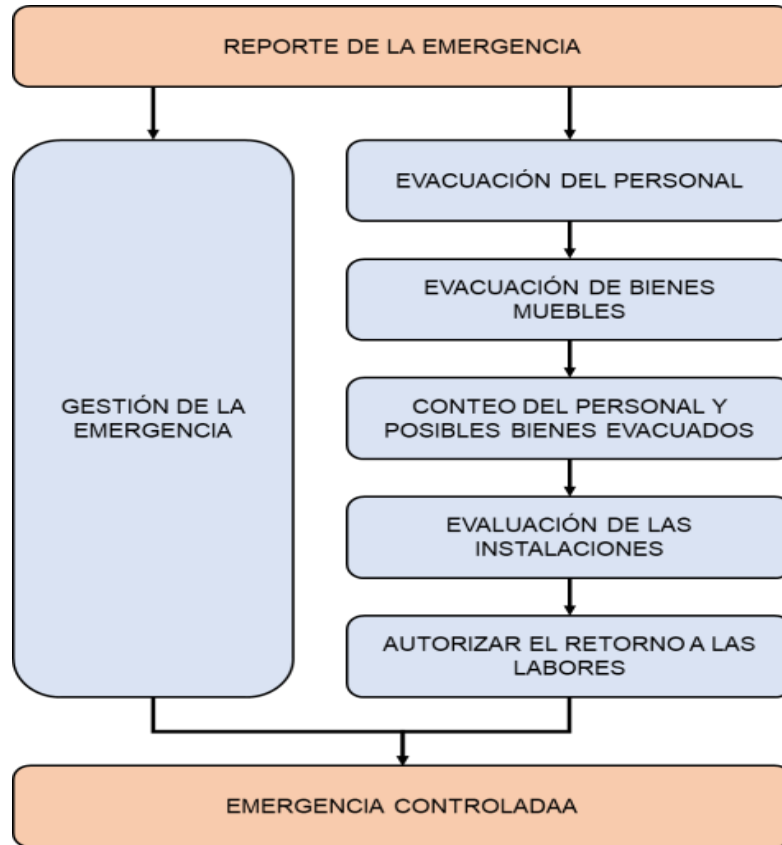 REPORTE DE LA EMERGENCIA
GESTIÓN DE LA
EMERGENCIA
EVACUACIÓN DEL PERSONAL
EVACUACIÓN DE BIENES
MUEBLES
CONTEO DEL PERSONAL Y
POSIBLES BIENES EVACUADOS
EVALUACIÓN DE LAS
INSTALACIONES
AUTORIZAR EL RETORNO A LAS
LABORES
EMERGENCIA CONTROLADAA